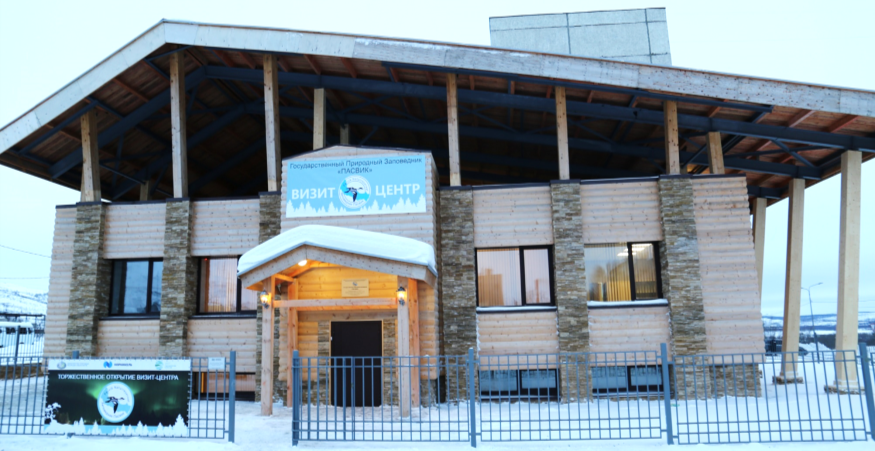 Государственный Природный Заповедник
«ПАСВИК»
ВИЗИТ ЦЕНТР
ТОРЖЕСТВЕННОЕ ОТКРЫТИЕ ВИЗИТ-ЦЕНТРА